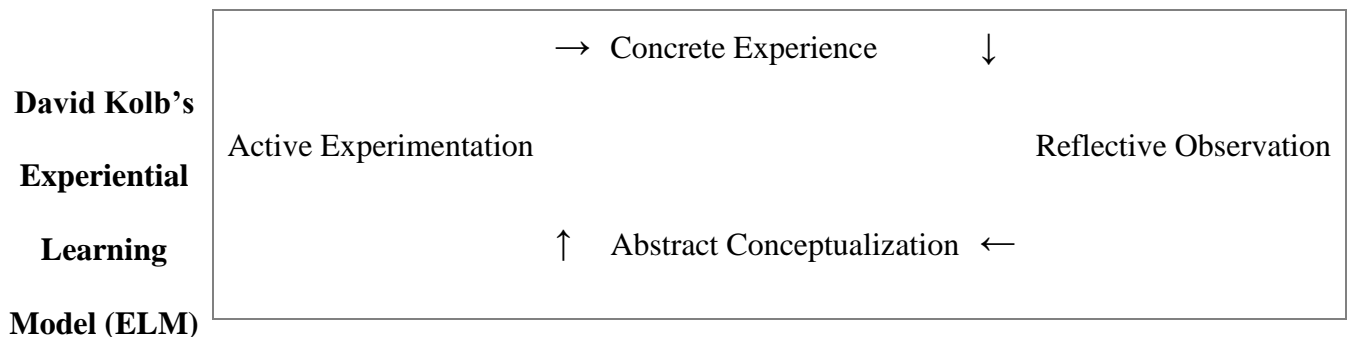 David Kolb’s
Experiential
Learning
Model (ELM)
→ Concrete Experience ↓
Active Experimentation Reflective Observation
↑ Abstract Conceptualization ←